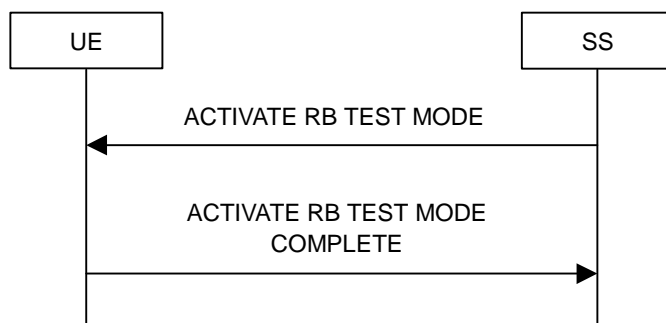 UE
SS
ACTIVATE RB TEST MODE
ACTIVATE RB TEST MODE
COMPLETE